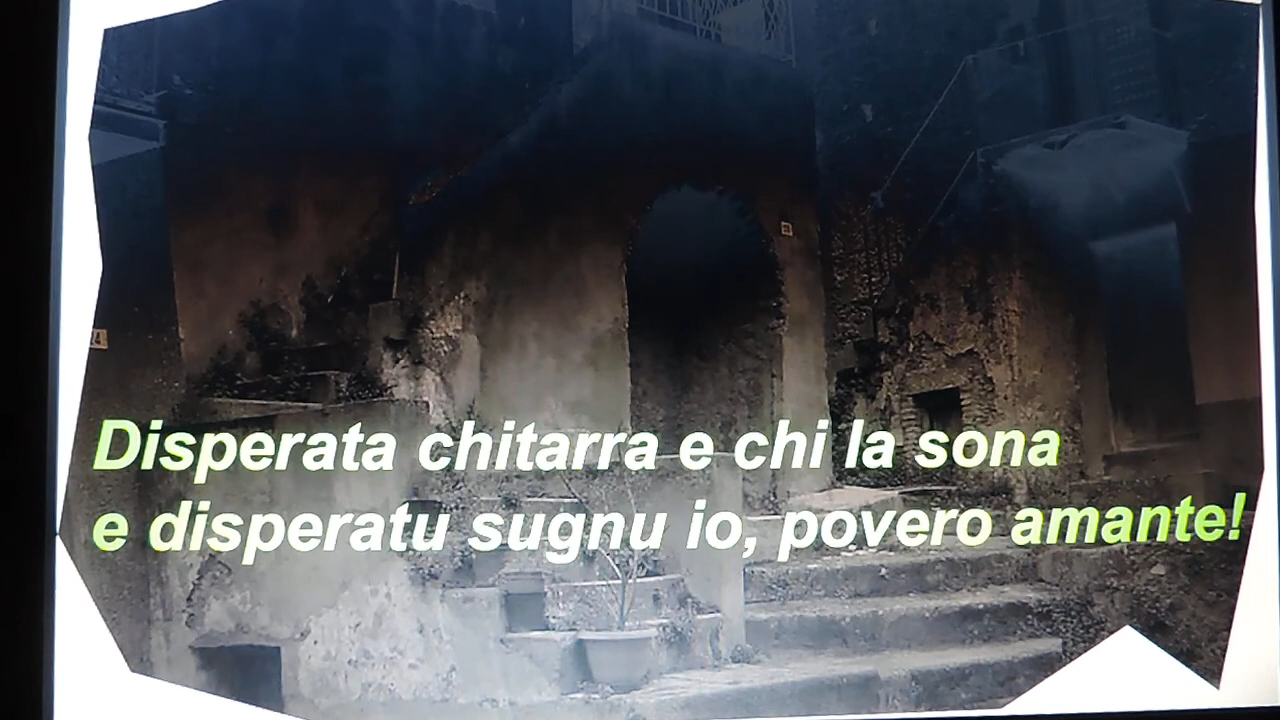 Disperata chitarra e chi la sona
e disperatu sugnu io, povero amante!